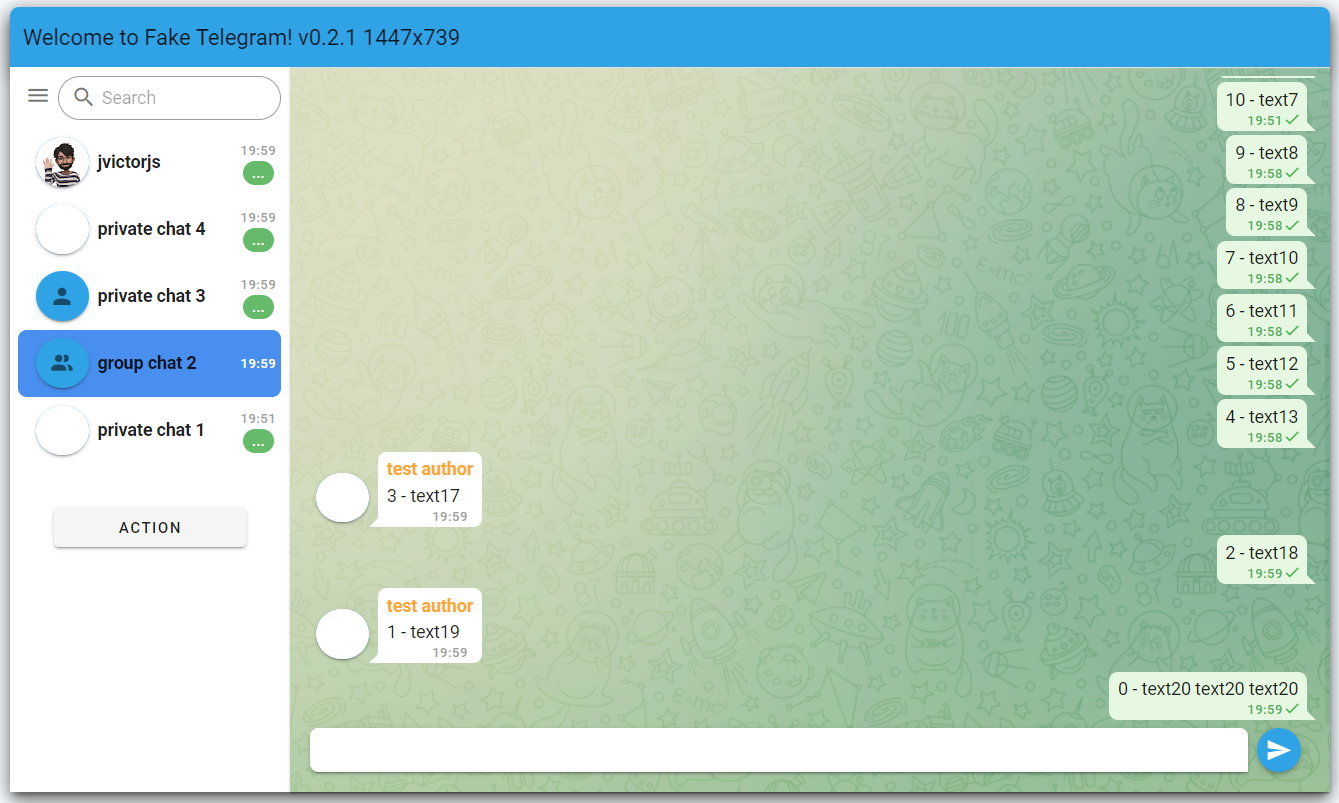 Welcome to Fake Telegram! v0.2.1 1447x739
Search
jvictorjs
19:59
...
private chat 4
19:59
...
private chat 3
19:59
...
group chat 2
19:59
private chat 1
19:51
...
ACTION
10 - text7
19:51
9 - text8
19:58
8 - text9
19:58
7 - text10
19:58
6 - text11
19:58
5 - text12
19:58
4 - text13
19:58
test author
3 - text17
19:59
2 - text18
19:59
test author
1 - text19
19:59
0 - text20 text20 text20
19:59